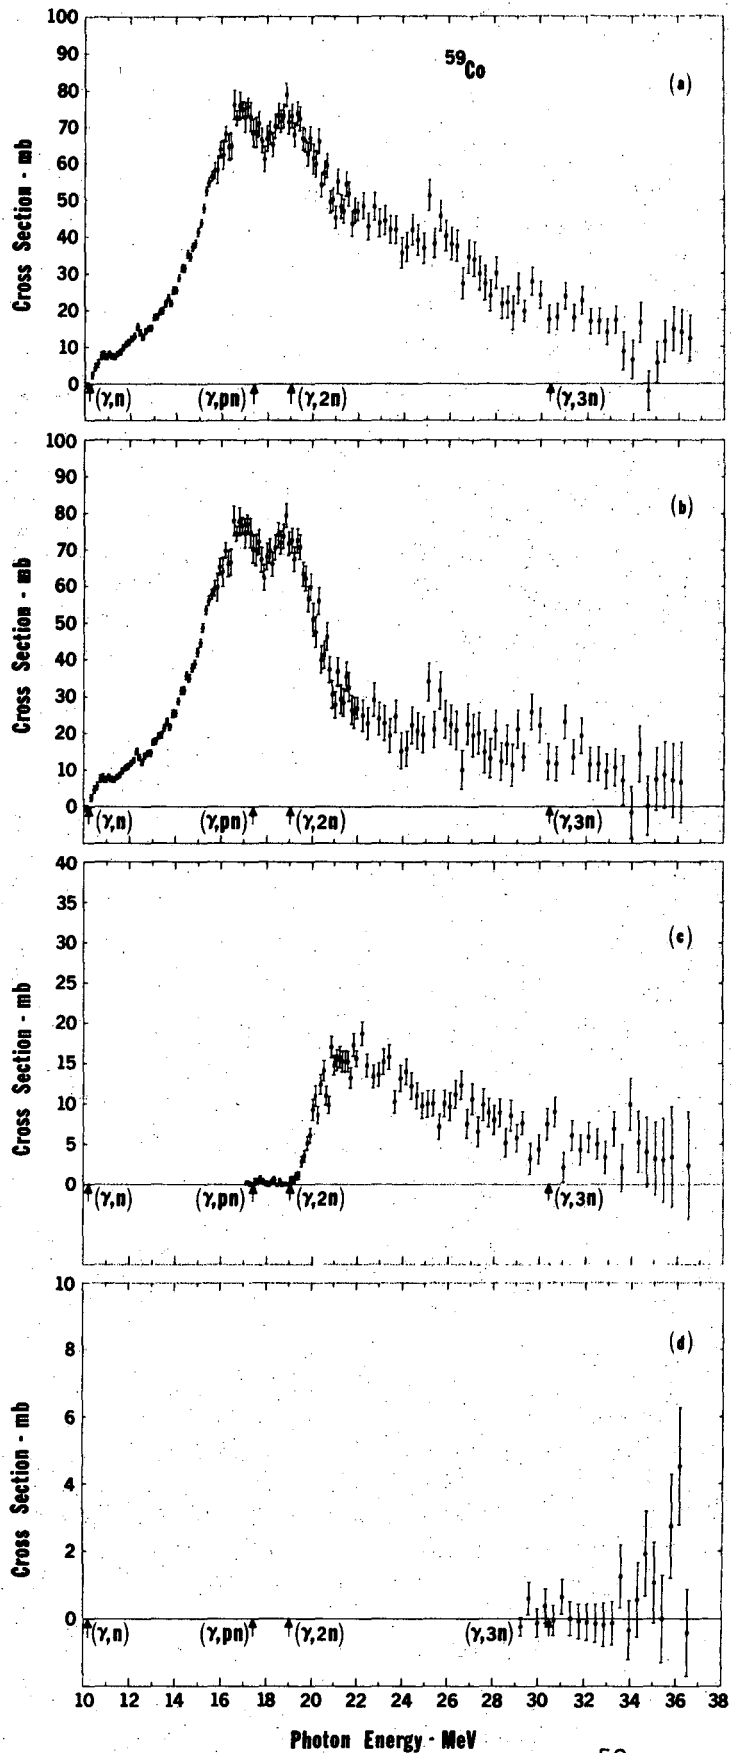 100
90
80
70
60
50
40
30
20
10
0
Cross Section - mb
59Co
(a)
(γ,n)
(γ,pn)
(γ,2n)
(γ,3n)
100
90
80
70
60
50
40
30
20
10
0
Cross Section - mb
(b)
(γ,n)
(γ,pn)
(γ,2n)
(γ,3n)
40
35
30
25
20
15
10
5
0
Cross Section - mb
(c)
(γ,n)
(γ,pn)
(γ,2n)
(γ,3n)
10
8
6
4
2
0
Cross Section - mb
(d)
(γ,n)
(γ,pn)
(γ,2n)
(γ,3n)
10 12 14 16 18 20 22 24 26 28 30 32 34 36 38
Photon Energy - MeV